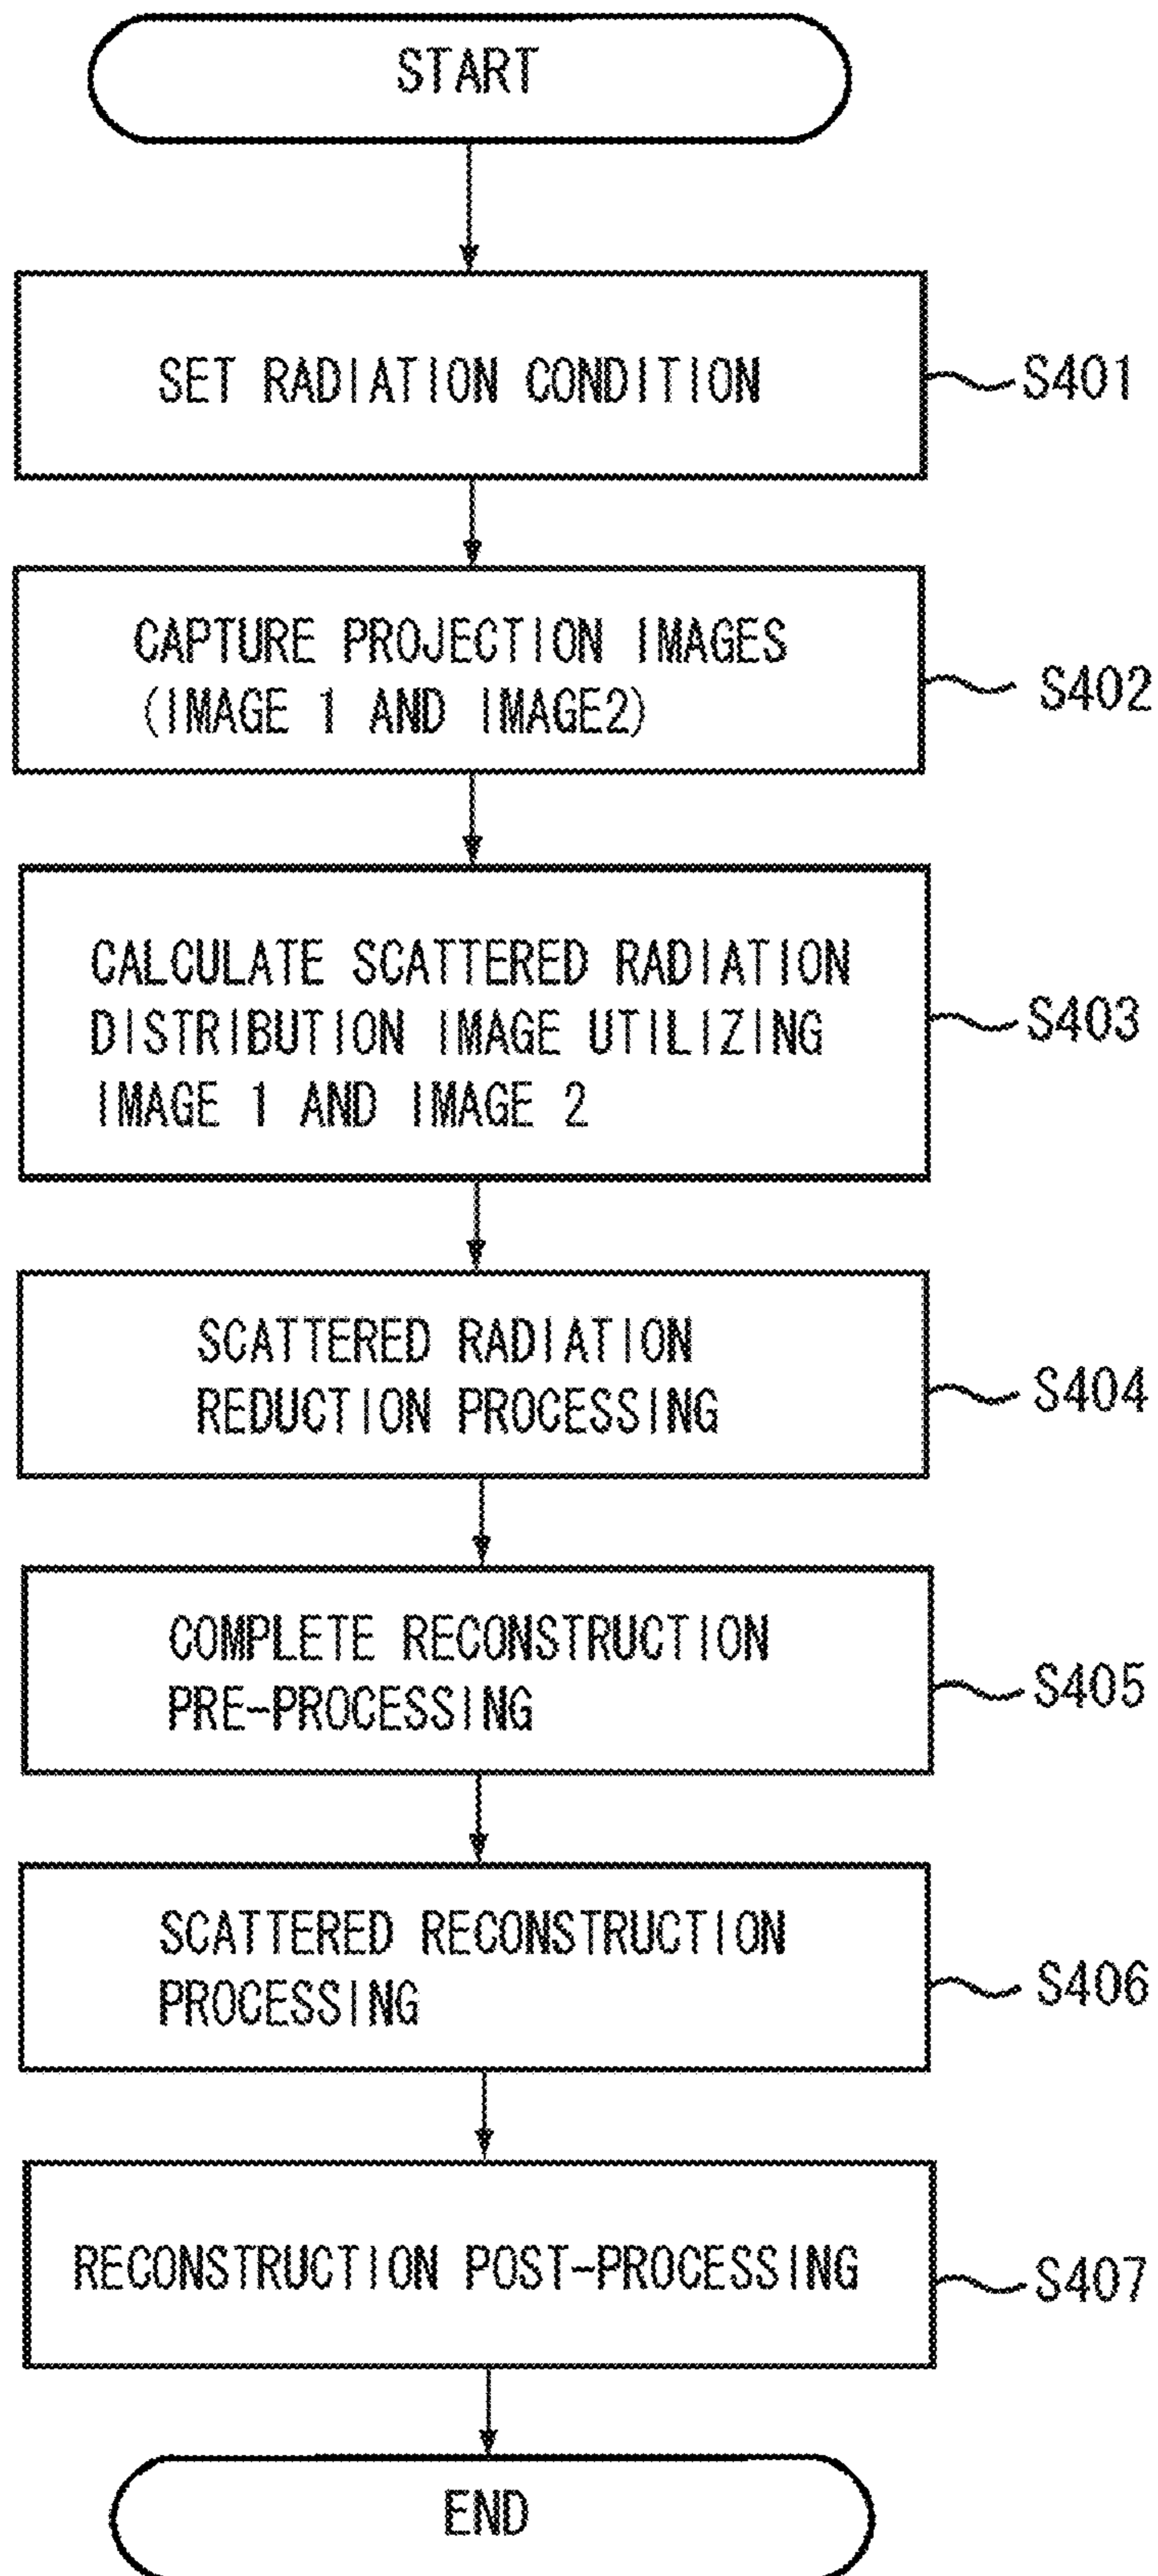 START
SET RADIATION CONDITION
S401
CAPTURE PROJECTION IMAGES
(IMAGE 1 AND IMAGE2)
S402
CALCULATE SCATTERED RADIATION
DISTRIBUTION IMAGE UTILIZING
IMAGE 1 AND IMAGE 2
S403
SCATTERED RADIATION
REDUCTION PROCESSING
S404
COMPLETE RECONSTRUCTION
PRE-PROCESSING
S405
SCATTERED RECONSTRUCTION
PROCESSING
S406
RECONSTRUCTION POST-PROCESSING
S407
END